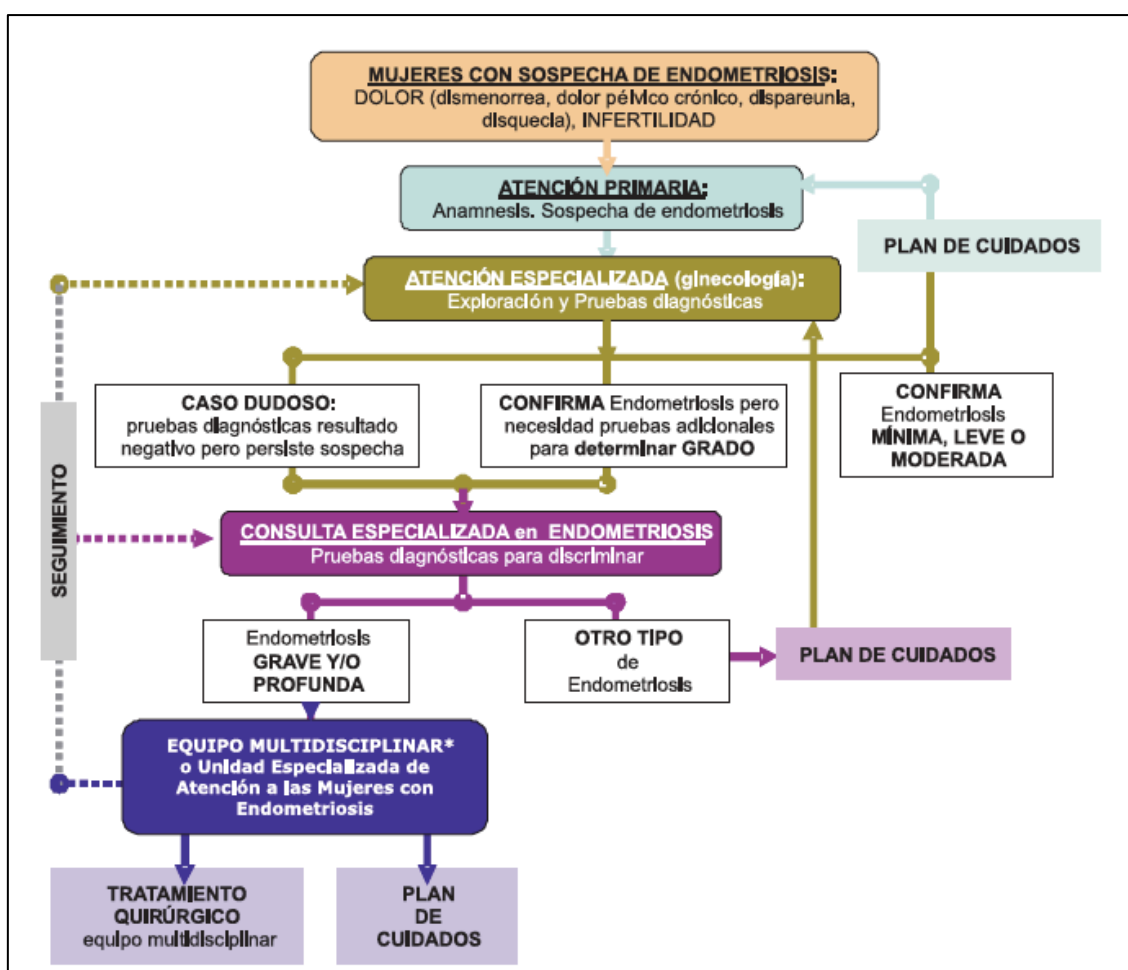 MUJERES CON SOSPECHA DE ENDOMETRIOSIS:
DOLOR (dismenorrea, dolor pélvico crónico, dispareunia,
disquecia), INFERTILIDAD
ATENCIÓN PRIMARIA:
Anamnesis. Sospecha de endometriosis
PLAN DE CUIDADOS
ATENCIÓN ESPECIALIZADA (ginecología):
Exploración y Pruebas diagnósticas
CASO DUDOSO:
pruebas diagnósticas resultado
negativo pero persiste sospecha
CONFIRMA Endometriosis pero
necesidad pruebas adicionales
para determinar GRADO
CONFIRMA
Endometriosis
MÍNIMA, LEVE O
MODERADA
SEGUIMIENTO
CONSULTA ESPECIALIZADA en ENDOMETRIOSIS
Pruebas diagnósticas para discriminar
Endometriosis
GRAVE Y/O
PROFUNDA
OTRO TIPO
de
Endometriosis
PLAN DE CUIDADOS
EQUIPO MULTIDISCIPLINAR*
o Unidad Especializada de
Atención a las Mujeres con
Endometriosis
TRATAMIENTO
QUIRÚRGICO
equipo multidisciplinar
PLAN
DE
CUIDADOS